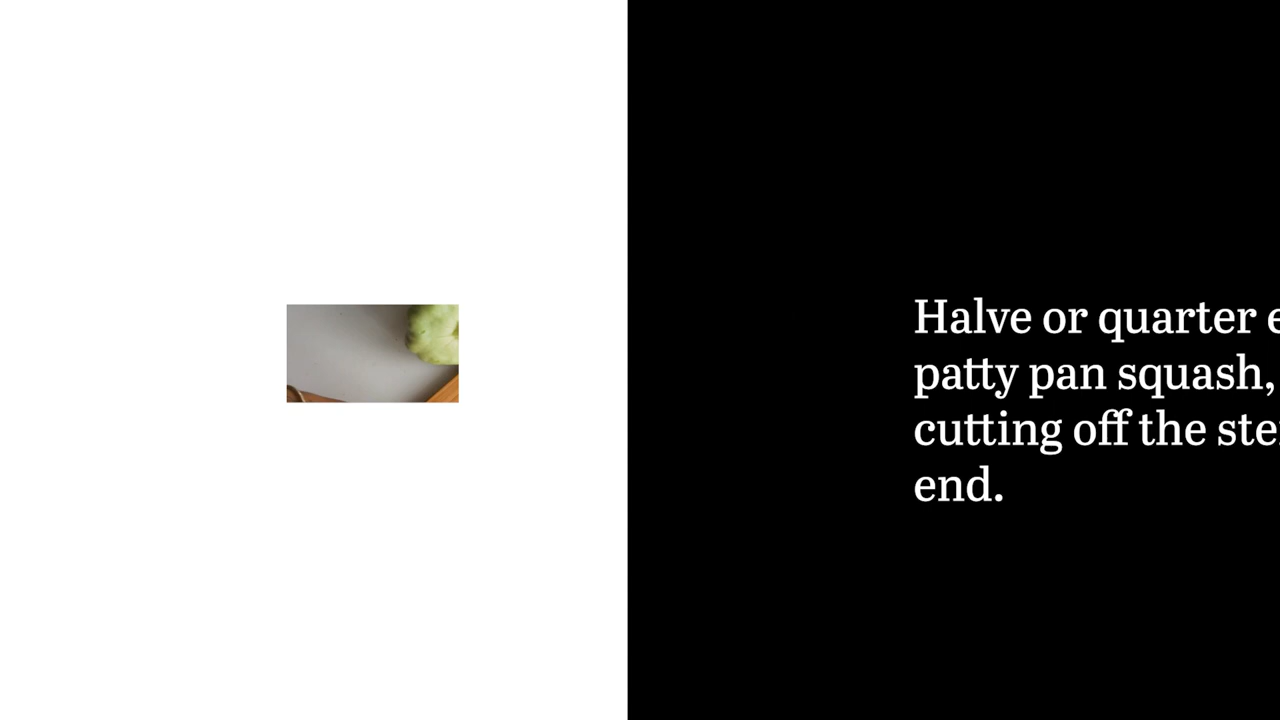 Halve or quarter
patty pan squash,
cutting off the
end.